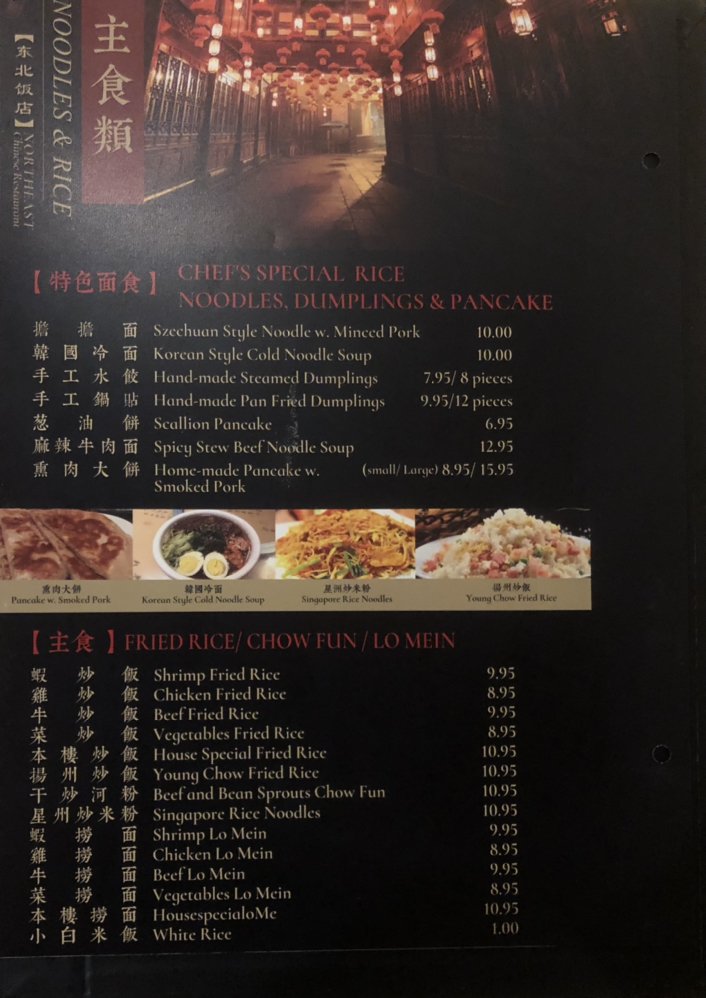 主食類
NOODLES & RICE
【东北饭店】NORTHEAST
Chinese Restaurant
【特色面食】 CHEF'S SPECIAL RICE
NOODLES, DUMPLINGS & PANCAKE
擔擔面 Szechuan Style Noodle w. Minced Pork 10.00
韓國冷面 Korean Style Cold Noodle Soup 10.00
手工水餃 Hand-made Steamed Dumplings 7.95/ 8 pieces
手工鍋貼 Hand-made Pan Fried Dumplings 9.95/12 pieces
葱油餅 Scallion Pancake 6.95
麻辣牛肉面 Spicy Stew Beef Noodle Soup 12.95
熏肉大餅 Home-made Pancake w. (small/ Large) 8.95/ 15.95
Smoked Pork
熏肉大餅
Pancake w. Smoked Pork
韓國冷面
Korean Style Cold Noodle Soup
星洲炒米粉
Singapore Rice Noodles
揚州炒飯
Young Chow Fried Rice
【主食】FRIED RICE/ CHOW FUN / LO MEIN
蝦炒飯 Shrimp Fried Rice 9.95
雞炒飯 Chicken Fried Rice 8.95
牛炒飯 Beef Fried Rice 9.95
菜炒飯 Vegetables Fried Rice 8.95
本樓炒飯 House Special Fried Rice 10.95
揚州炒飯 Young Chow Fried Rice 10.95
干炒河粉 Beef and Bean Sprouts Chow Fun 10.95
星州炒米粉 Singapore Rice Noodles 10.95
蝦撈面 Shrimp Lo Mein 9.95
雞撈面 Chicken Lo Mein 8.95
牛撈面 Beef Lo Mein 9.95
菜撈面 Vegetables Lo Mein 8.95
本樓撈面 HousespecialoMe 10.95
小白米飯 White Rice 1.00